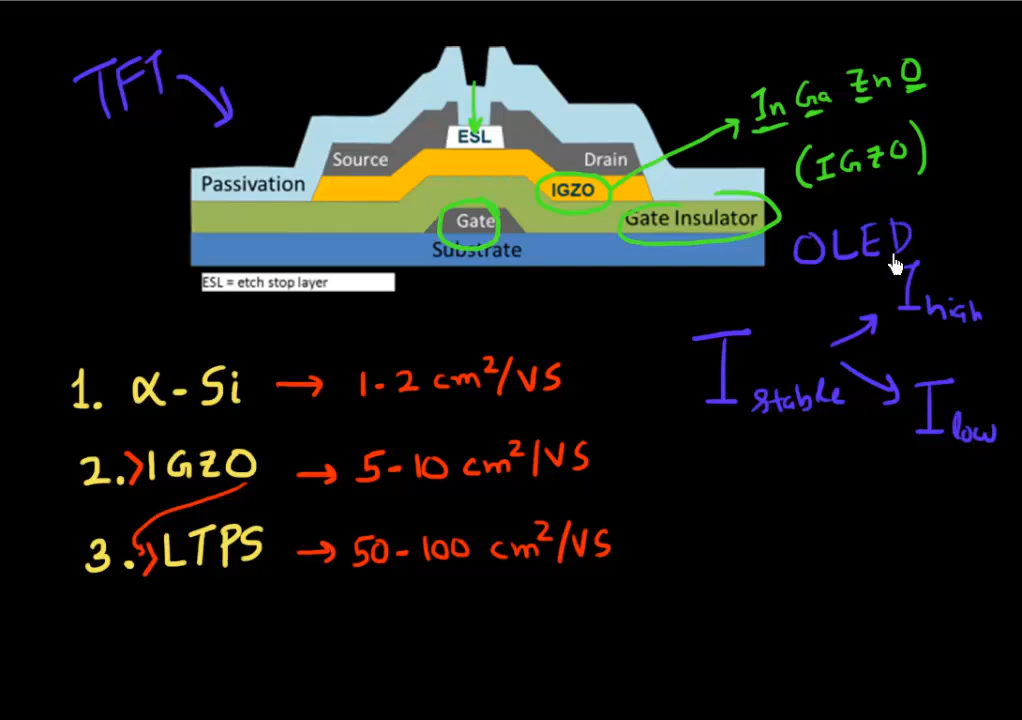 TFT
ESL
Source
Drain
Passivation
IGZO
Gate
Gate Insulator
Substrate
ESL = etch stop layer
In Ga Zn O
(IGZO)
OLED
I stable
I high
I low
1. α-Si → 1-2 cm²/VS
2. >IGZO → 5-10 cm²/VS
3. >LTPS → 50-100 cm²/VS